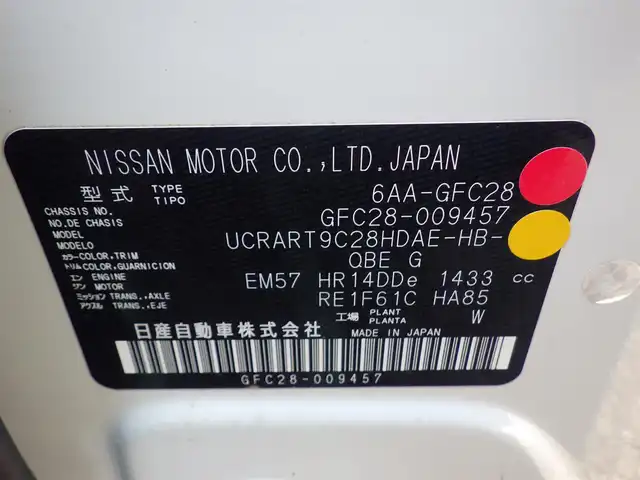 NISSAN MOTOR CO.,LTD.JAPAN
型式 TYPE TIPO 6AA-GFC28
CHASSIS NO. NO.DE CHASIS GFC28-009457
MODEL MODELO UCRART9C28HDAE-HB-
カラー COLOR,TRIM トリム COLOR,GUARNICION QBE G
エンジン ENGINE MOTOR EM57 HR14DDe 1433 cc
ミッション TRANS.,AXLE アクスル TRANS.,EJE RE1F61C HA85
工場 PLANT PLANTA W
日産自動車株式会社 MADE IN JAPAN
GFC28-009457